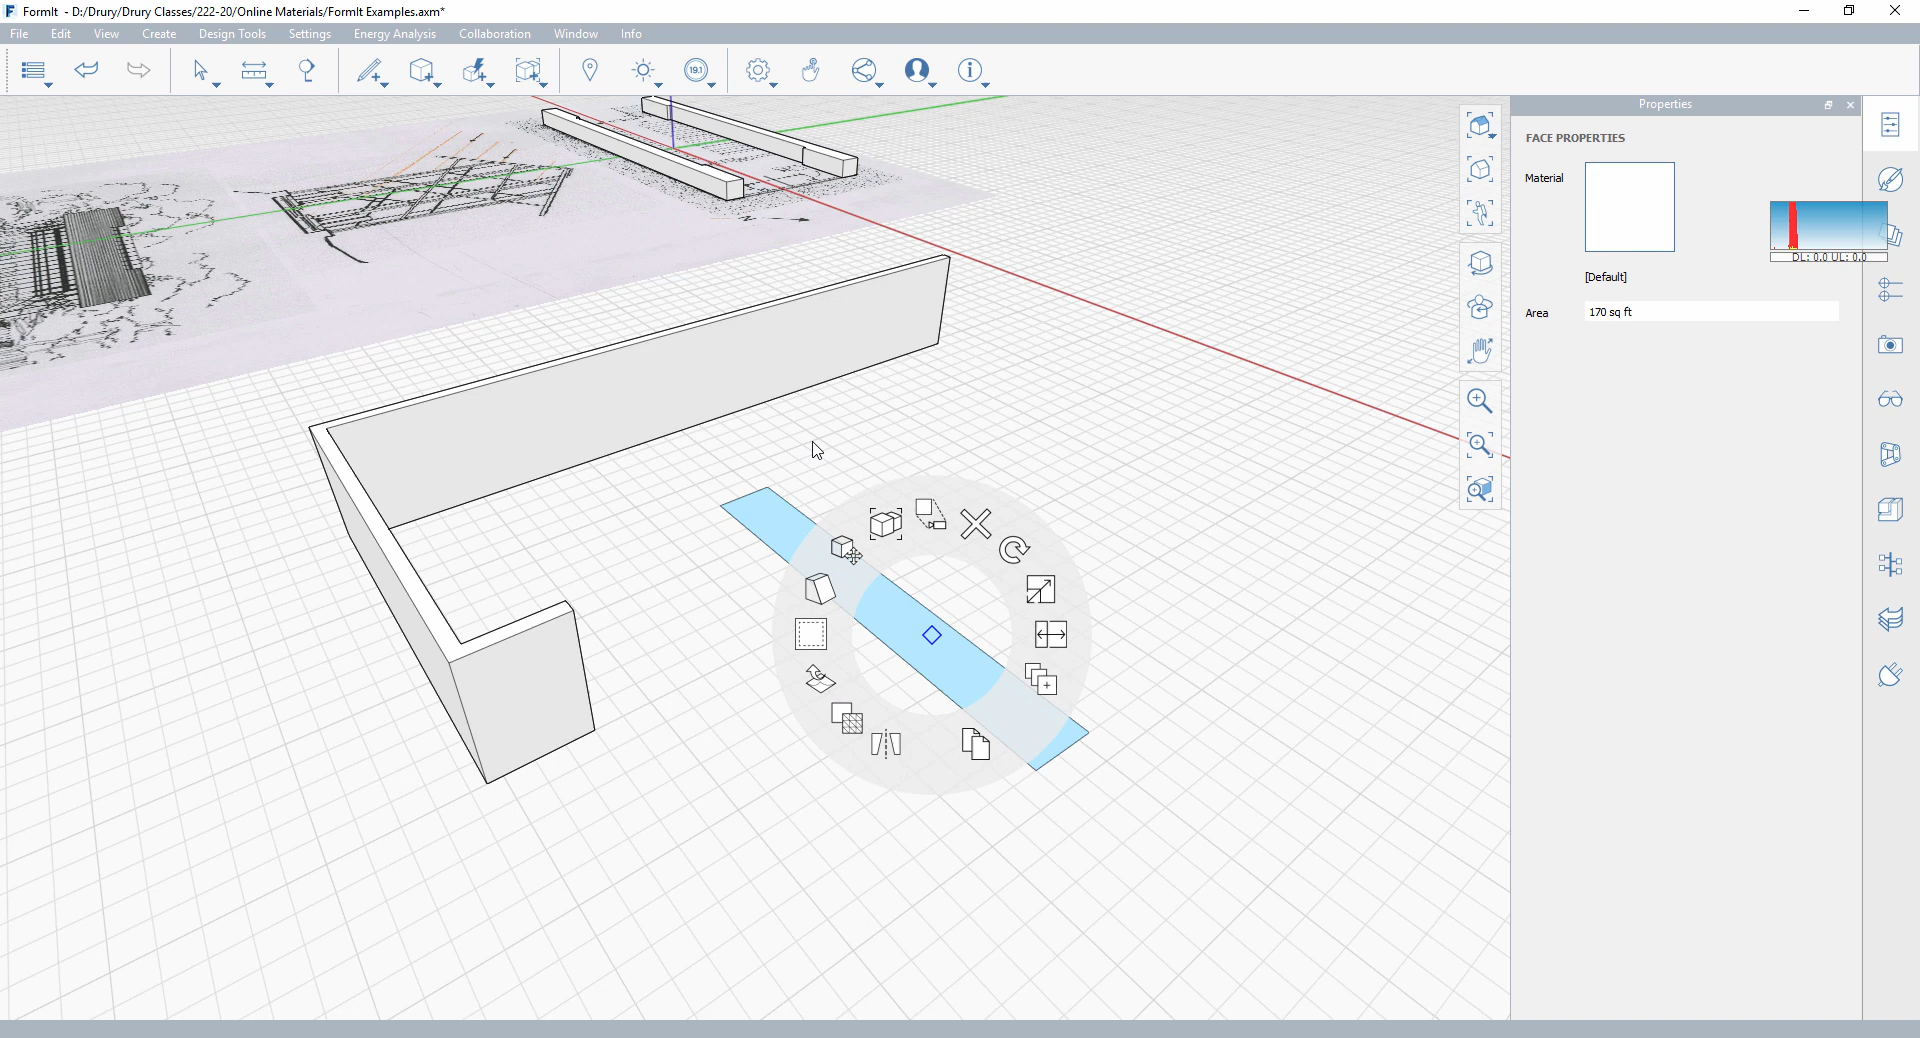 FormIt - D:/Drury/Drury Classes/222-20/Online Materials/FormIt Examples.axm*
File Edit View Create Design Tools Settings Energy Analysis Collaboration Window Info
19.1
Properties
FACE PROPERTIES
Material
DL: 0.0 UL: 0.0
[Default]
Area 170 sq ft
N